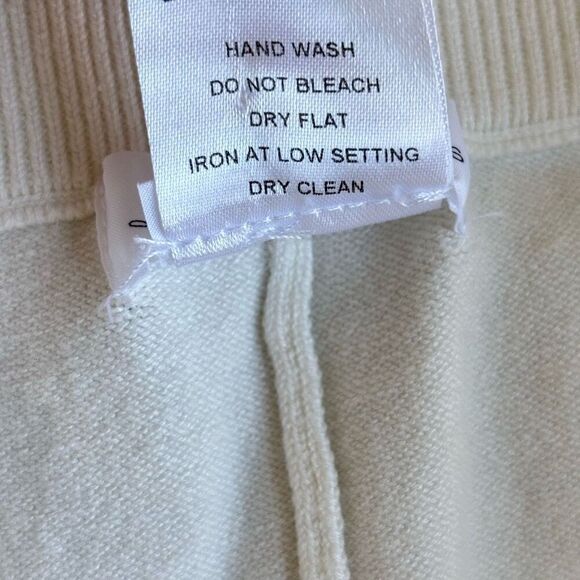 HAND WASH
DO NOT BLEACH
DRY FLAT
IRON AT LOW SETTING
DRY CLEAN